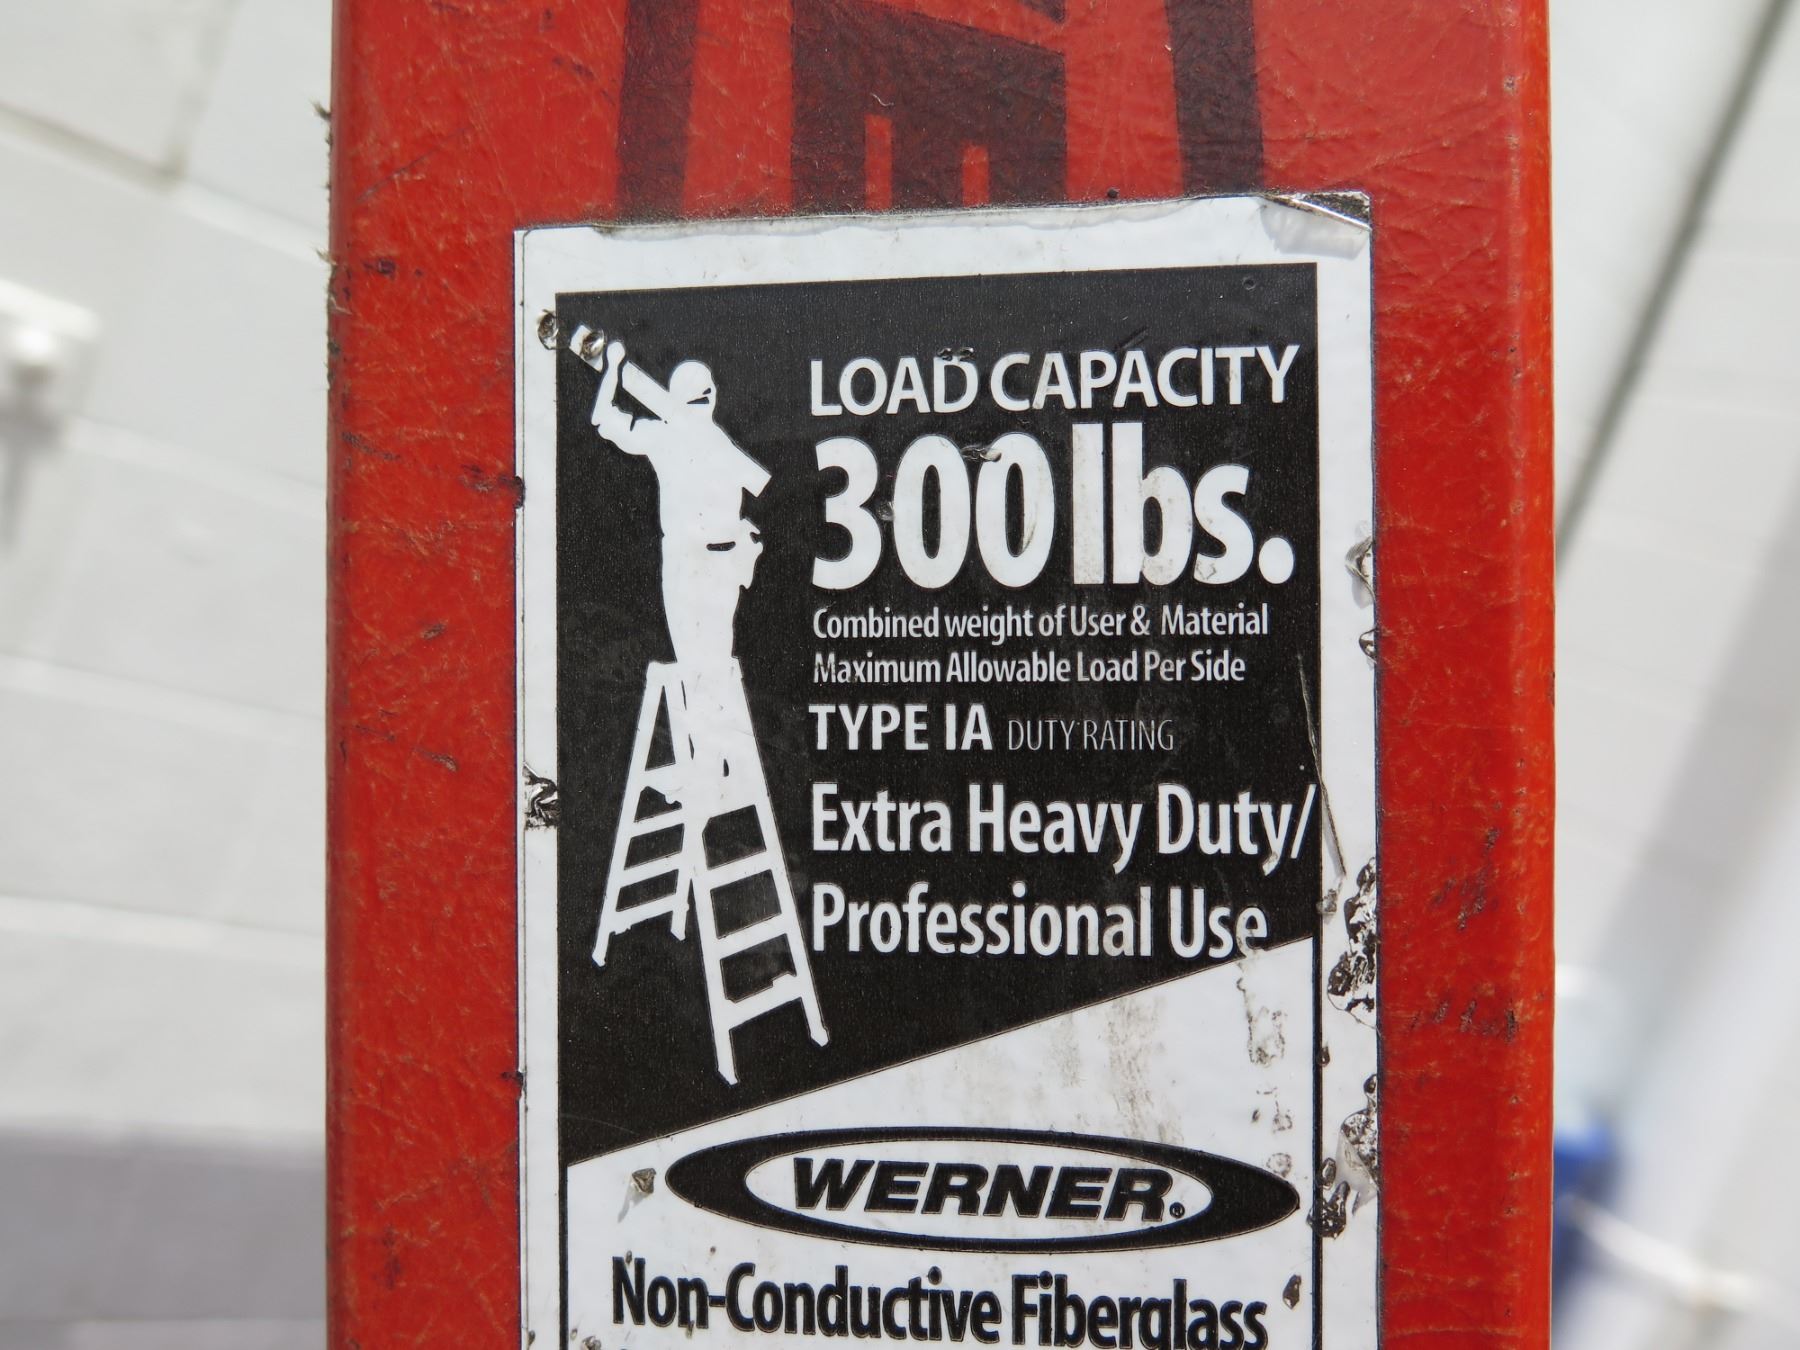 LOAD CAPACITY
300 lbs.
Combined weight of User & Material
Maximum Allowable Load Per Side
TYPE IA DUTY RATING
Extra Heavy Duty/
Professional Use
WERNER®
Non-Conductive Fiberglass